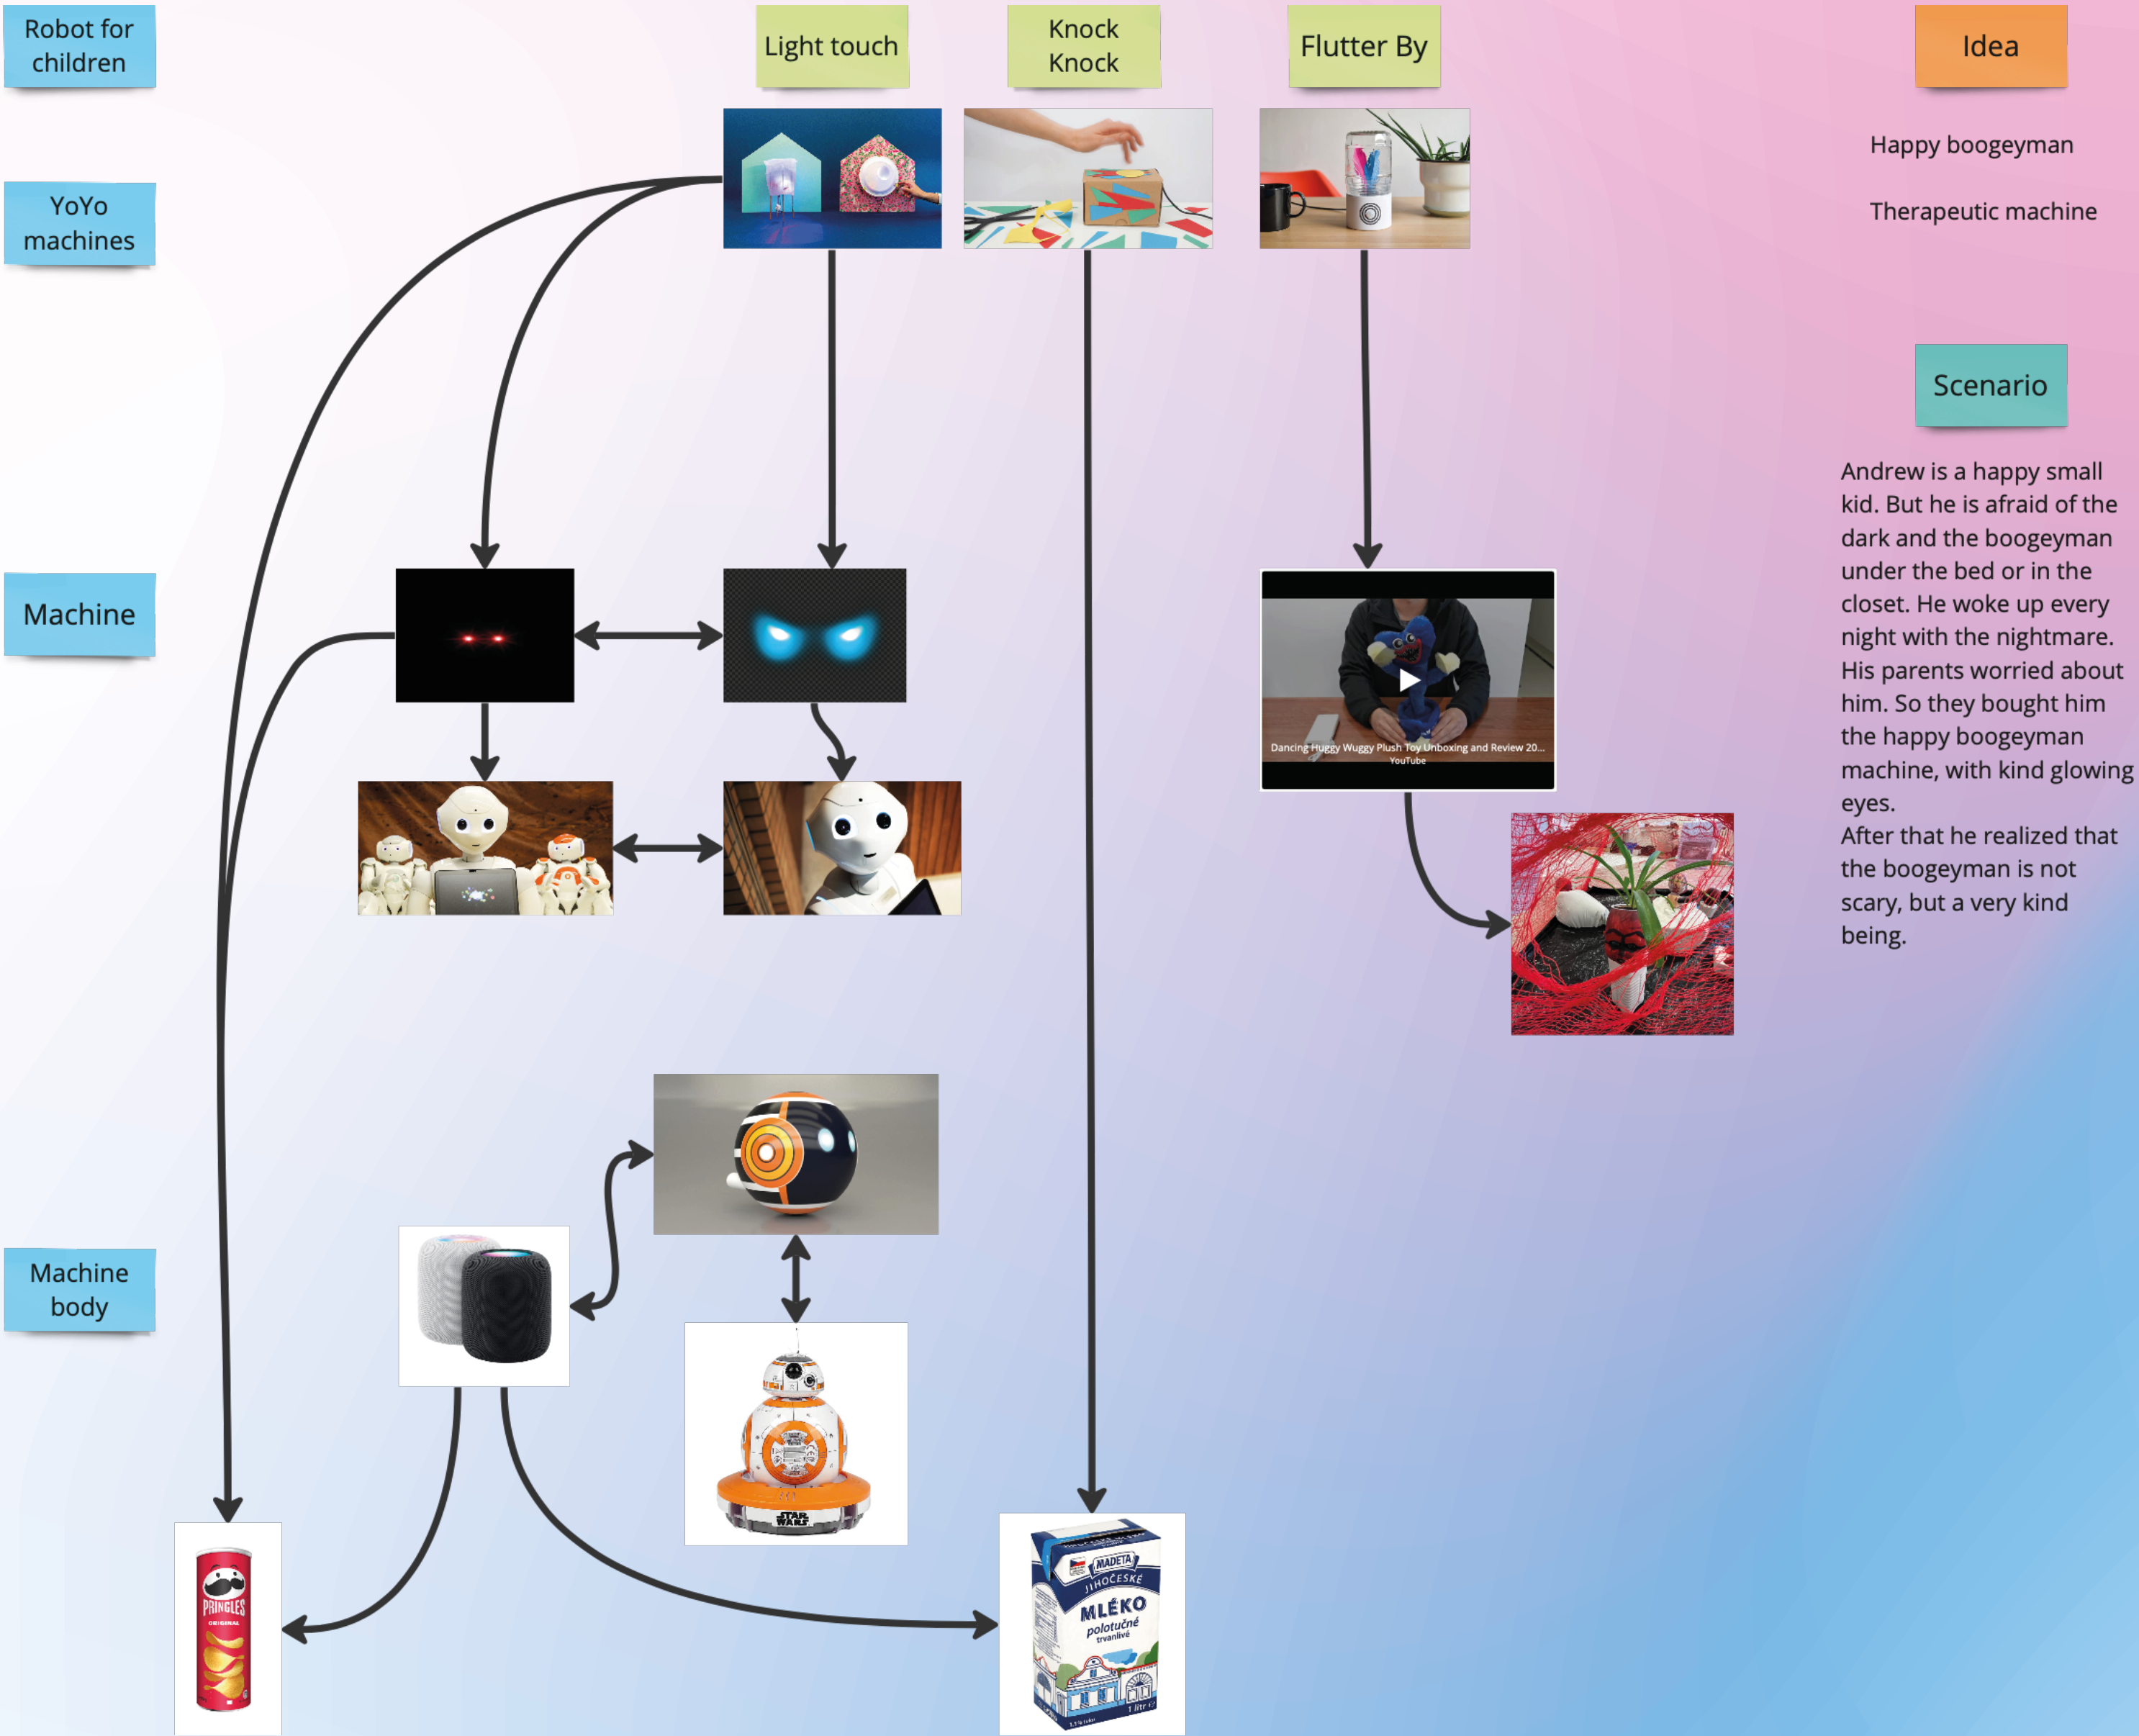 Robot for
children
Light touch
Knock
Knock
Flutter By
Idea
Happy boogeyman
YoYo
machines
Therapeutic machine
Scenario
Andrew is a happy small
kid. But he is afraid of the
dark and the boogeyman
under the bed or in the
closet. He woke up every
night with the nightmare.
His parents worried about
him. So they bought him
the happy boogeyman
machine, with kind glowing
eyes.
After that he realized that
the boogeyman is not
scary, but a very kind
being.
Machine
Dancing Huggy Wuggy Plush Toy Unboxing and Review 20...
YouTube
Machine
body
STAR
WARS
PRINGLES
ORIGINAL
MADETA
JIHOČESKÉ
MLÉKO
polotučné
trvanlivé
1 litr